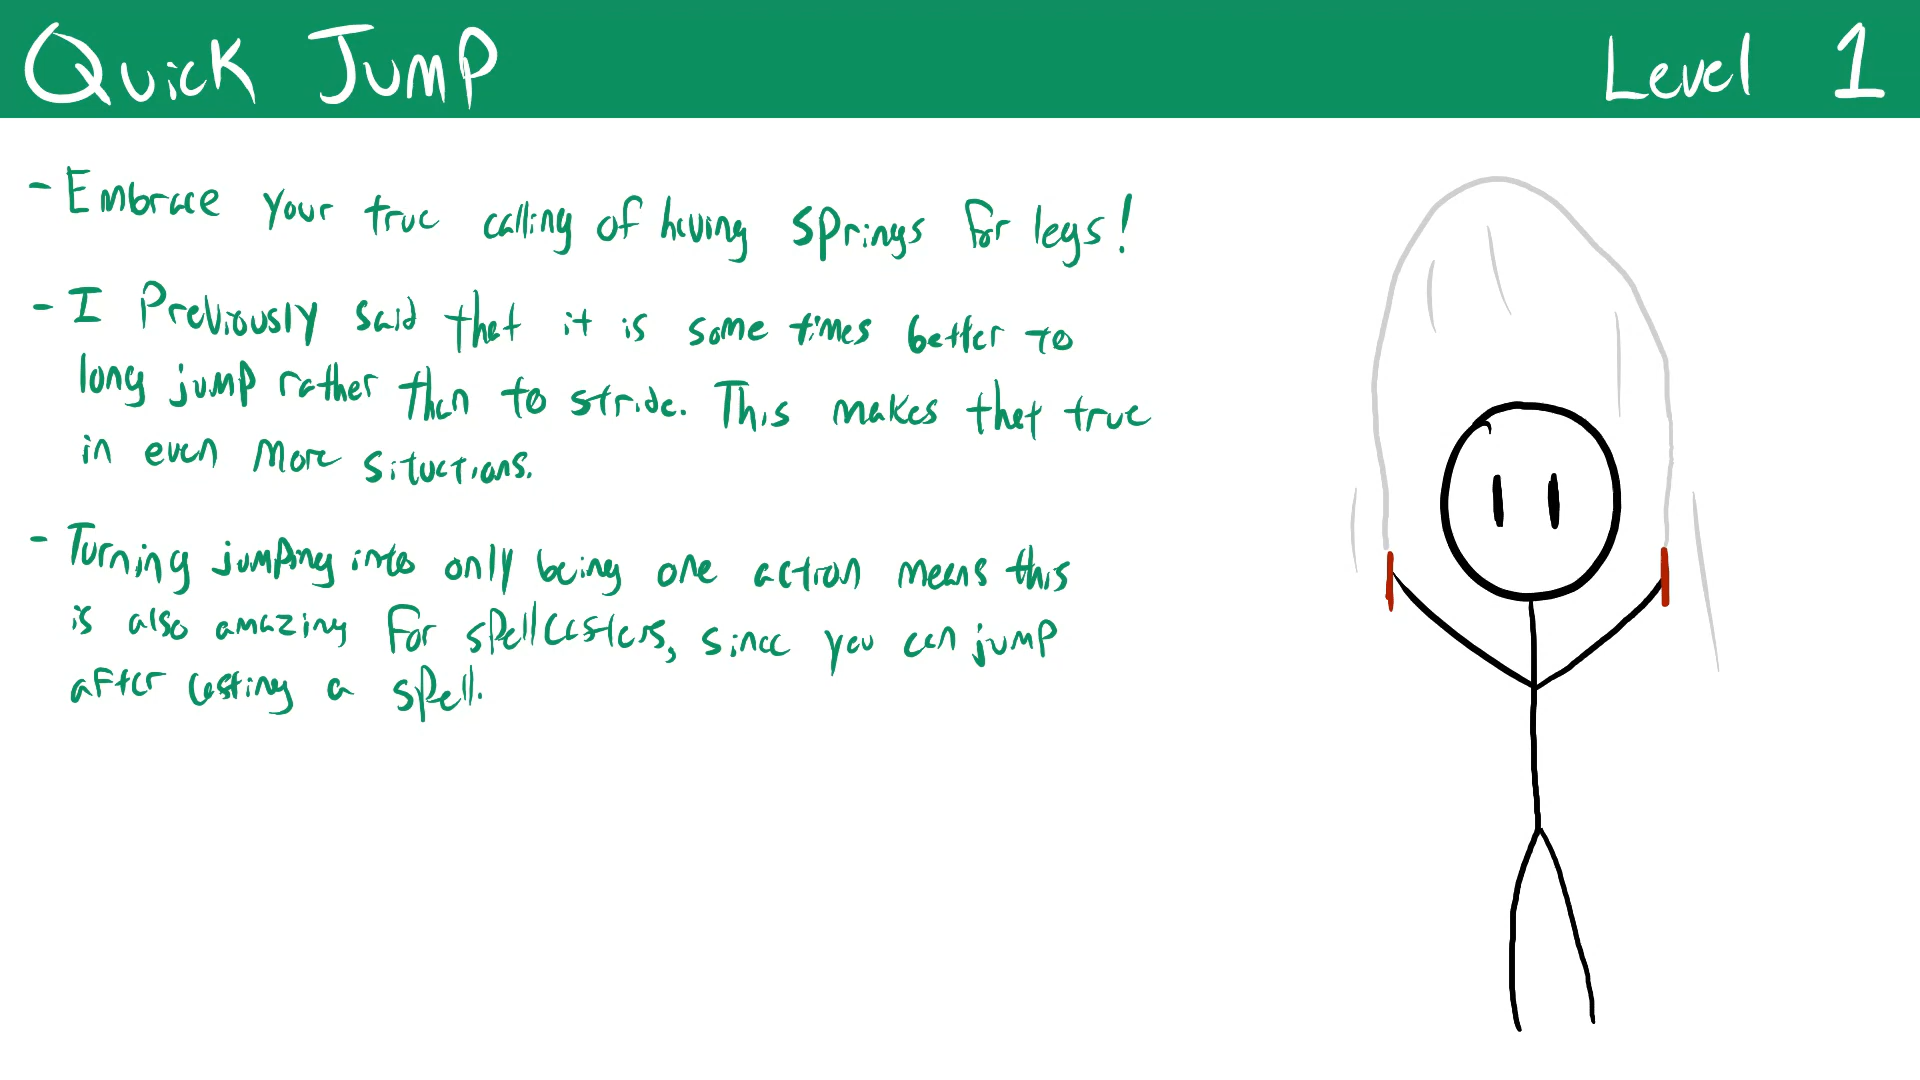 Quick Jump
Level 1
- Embrace your true calling of having springs for legs!
- I previously said that it is some times better to
long jump rather than to stride. This makes that true
in even more situations.
- Turning jumping into only being one action means this
is also amazing for spellcasters, since you can jump
after casting a spell.